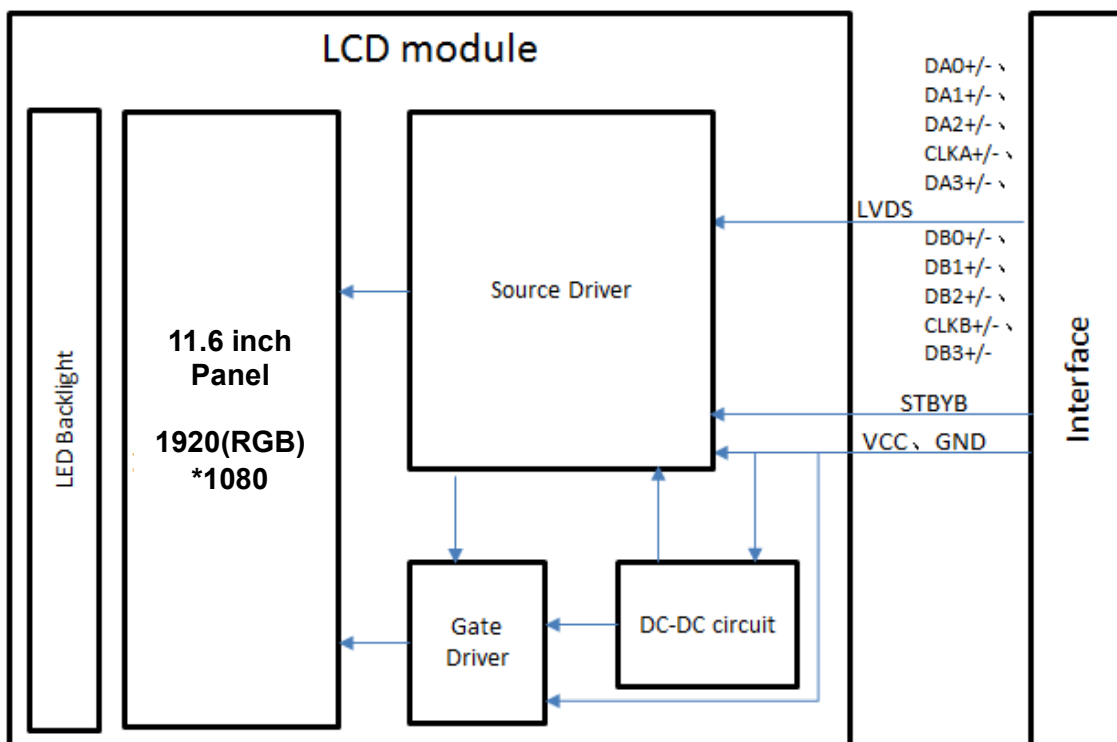 LCD module
LED Backlight
11.6 inch
Panel
1920(RGB)
*1080
Source Driver
Gate
Driver
DC-DC circuit
DA0+/-、
DA1+/-、
DA2+/-、
CLKA+/-、
DA3+/-、
LVDS
DB0+/-、
DB1+/-、
DB2+/-、
CLKB+/-、
DB3+/-
STBYB
VCC、GND
Interface